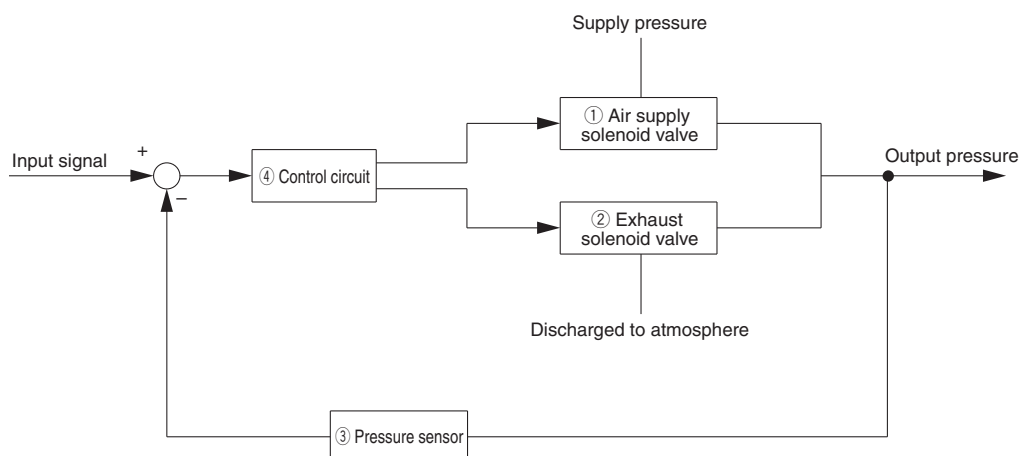 Supply pressure
① Air supply
solenoid valve
Input signal
+
−
④ Control circuit
Output pressure
② Exhaust
solenoid valve
Discharged to atmosphere
③ Pressure sensor